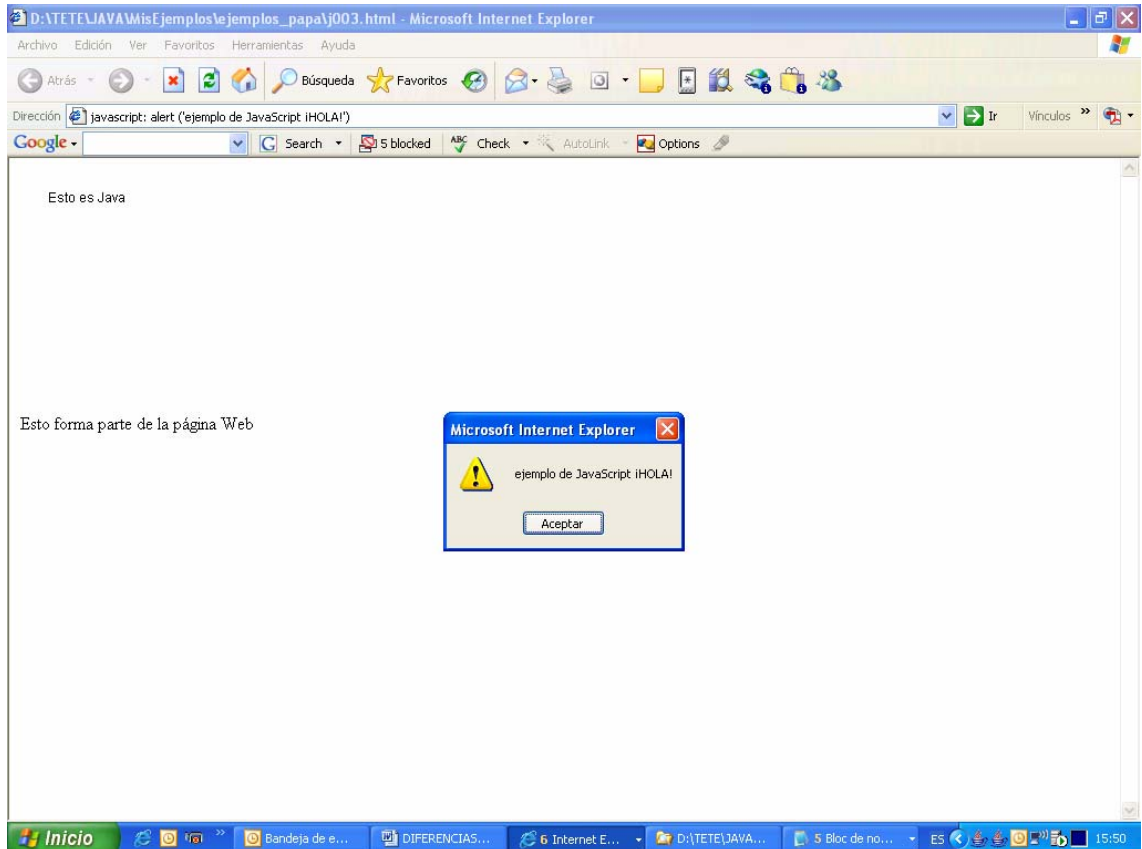 D:\TETE\JAVA\MisEjemplos\ejemplos_papa\j003.html - Microsoft Internet Explorer
Archivo Edición Ver Favoritos Herramientas Ayuda
Atrás Búsqueda Favoritos
Dirección javascript: alert ('ejemplo de JavaScript ¡HOLA!') Ir Vínculos »
Google Search 5 blocked ABC Check AutoLink Options
Esto es Java
Esto forma parte de la página Web
Microsoft Internet Explorer
ejemplo de JavaScript ¡HOLA!
Aceptar
Inicio » Bandeja de e... DIFERENCIAS... 6 Internet E... D:\TETE\JAVA... 5 Bloc de no... ES 15:50